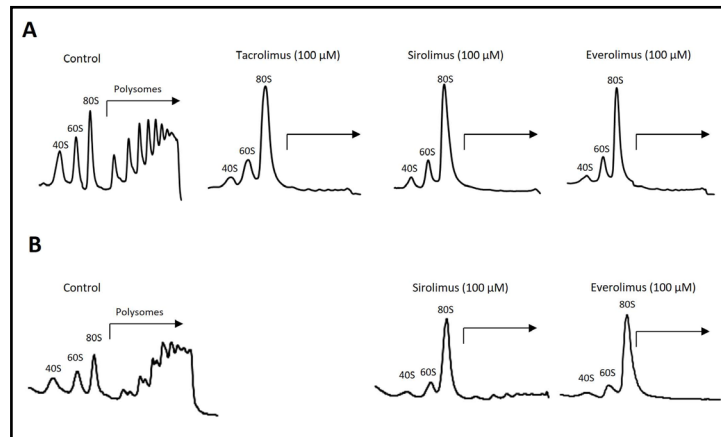 A
Control
Tacrolimus (100 µM)
Sirolimus (100 µM)
Everolimus (100 µM)
40S
60S
80S
Polysomes
40S
60S
80S
40S
60S
80S
40S
60S
80S
B
Control
Sirolimus (100 µM)
Everolimus (100 µM)
40S
60S
80S
Polysomes
40S
60S
80S
40S
60S
80S